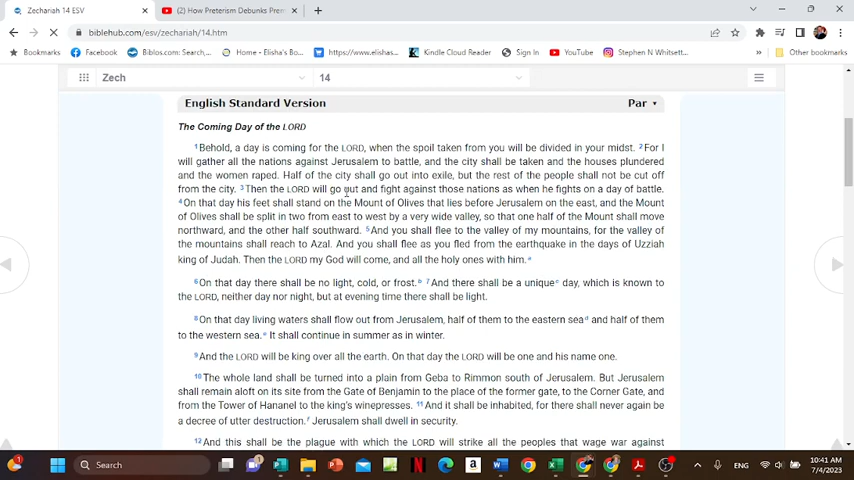 Zechariah 14 ESV
(2) How Preterism Debunks Prem
biblehub.com/esv/zechariah/14.htm
Bookmarks
Facebook
Biblos.com: Search,...
Home - Elisha's Bo...
https://www.elishas...
Kindle Cloud Reader
Sign In
YouTube
Stephen N Whitsett...
»
Other bookmarks
Zech
14
English Standard Version
Par
The Coming Day of the LORD
1Behold, a day is coming for the LORD, when the spoil taken from you will be divided in your midst. 2For I
will gather all the nations against Jerusalem to battle, and the city shall be taken and the houses plundered
and the women raped. Half of the city shall go out into exile, but the rest of the people shall not be cut off
from the city. 3Then the LORD will go out and fight against those nations as when he fights on a day of battle.
4On that day his feet shall stand on the Mount of Olives that lies before Jerusalem on the east, and the Mount
of Olives shall be split in two from east to west by a very wide valley, so that one half of the Mount shall move
northward, and the other half southward. 5And you shall flee to the valley of my mountains, for the valley of
the mountains shall reach to Azal. And you shall flee as you fled from the earthquake in the days of Uzziah
king of Judah. Then the LORD my God will come, and all the holy ones with him.a
6On that day there shall be no light, cold, or frost.b 7And there shall be a uniquec day, which is known to
the LORD, neither day nor night, but at evening time there shall be light.
8On that day living waters shall flow out from Jerusalem, half of them to the eastern sead and half of them
to the western sea.e It shall continue in summer as in winter.
9And the LORD will be king over all the earth. On that day the LORD will be one and his name one.
10The whole land shall be turned into a plain from Geba to Rimmon south of Jerusalem. But Jerusalem
shall remain aloft on its site from the Gate of Benjamin to the place of the former gate, to the Corner Gate, and
from the Tower of Hananel to the king's winepresses. 11And it shall be inhabited, for there shall never again be
a decree of utter destruction.f Jerusalem shall dwell in security.
12And this shall be the plague with which the LORD will strike all the peoples that wage war against
Search
ENG
10:41 AM
7/4/2023